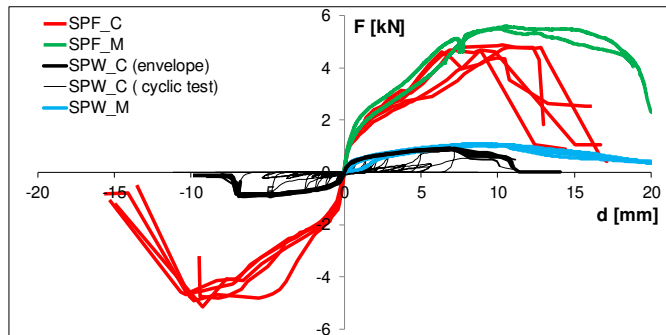 SPF_C
SPF_M
SPW_C (envelope)
SPW_C ( cyclic test)
SPW_M
F [kN]
6
4
2
0
-20
-15
-10
-5
0
5
10
15
20
d [mm]
-2
-4
-6